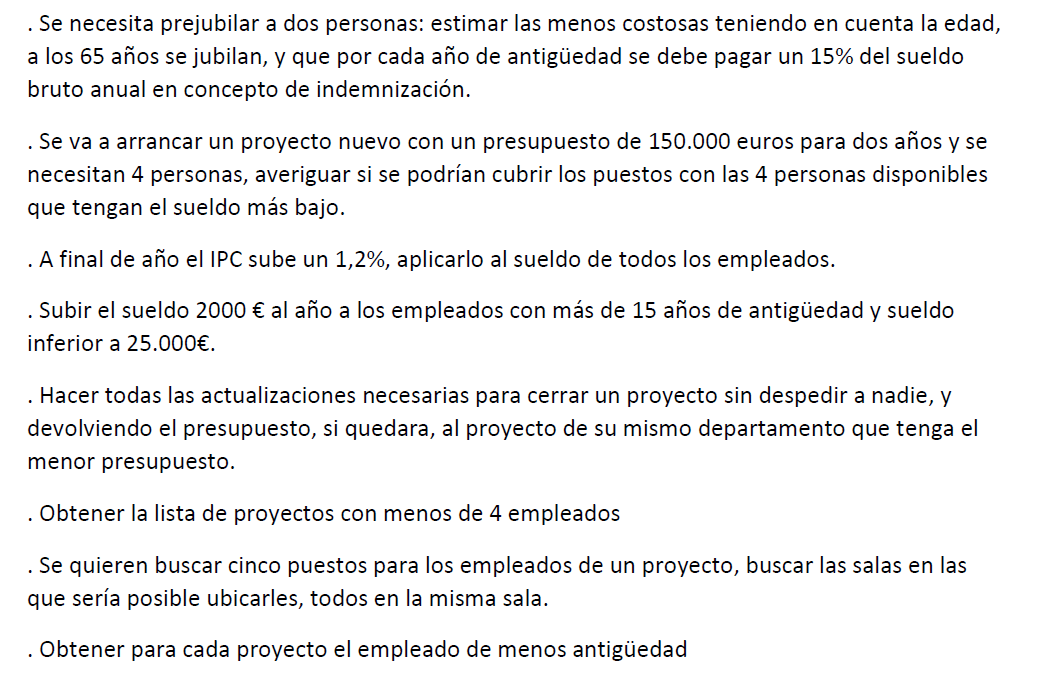 . Se necesita prejubilar a dos personas: estimar las menos costosas teniendo en cuenta la edad,
a los 65 años se jubilan, y que por cada año de antigüedad se debe pagar un 15% del sueldo
bruto anual en concepto de indemnización.
. Se va a arrancar un proyecto nuevo con un presupuesto de 150.000 euros para dos años y se
necesitan 4 personas, averiguar si se podrían cubrir los puestos con las 4 personas disponibles
que tengan el sueldo más bajo.
. A final de año el IPC sube un 1,2%, aplicarlo al sueldo de todos los empleados.
. Subir el sueldo 2000 € al año a los empleados con más de 15 años de antigüedad y sueldo
inferior a 25.000€.
. Hacer todas las actualizaciones necesarias para cerrar un proyecto sin despedir a nadie, y
devolviendo el presupuesto, si quedara, al proyecto de su mismo departamento que tenga el
menor presupuesto.
. Obtener la lista de proyectos con menos de 4 empleados
. Se quieren buscar cinco puestos para los empleados de un proyecto, buscar las salas en las
que sería posible ubicarles, todos en la misma sala.
. Obtener para cada proyecto el empleado de menos antigüedad